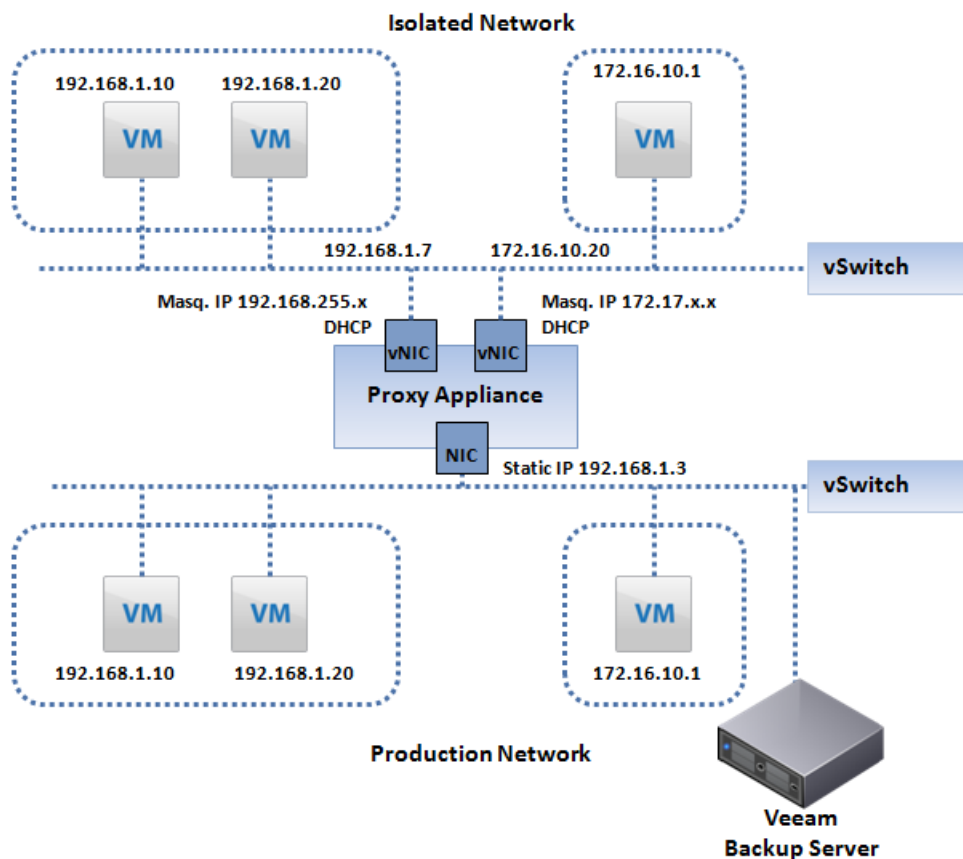 Isolated Network
192.168.1.10
192.168.1.20
172.16.10.1
VM
VM
VM
192.168.1.7
172.16.10.20
vSwitch
Masq. IP 192.168.255.x
DHCP
Masq. IP 172.17.x.x
DHCP
vNIC
vNIC
Proxy Appliance
NIC
Static IP 192.168.1.3
vSwitch
VM
VM
VM
192.168.1.10
192.168.1.20
172.16.10.1
Production Network
Veeam
Backup Server